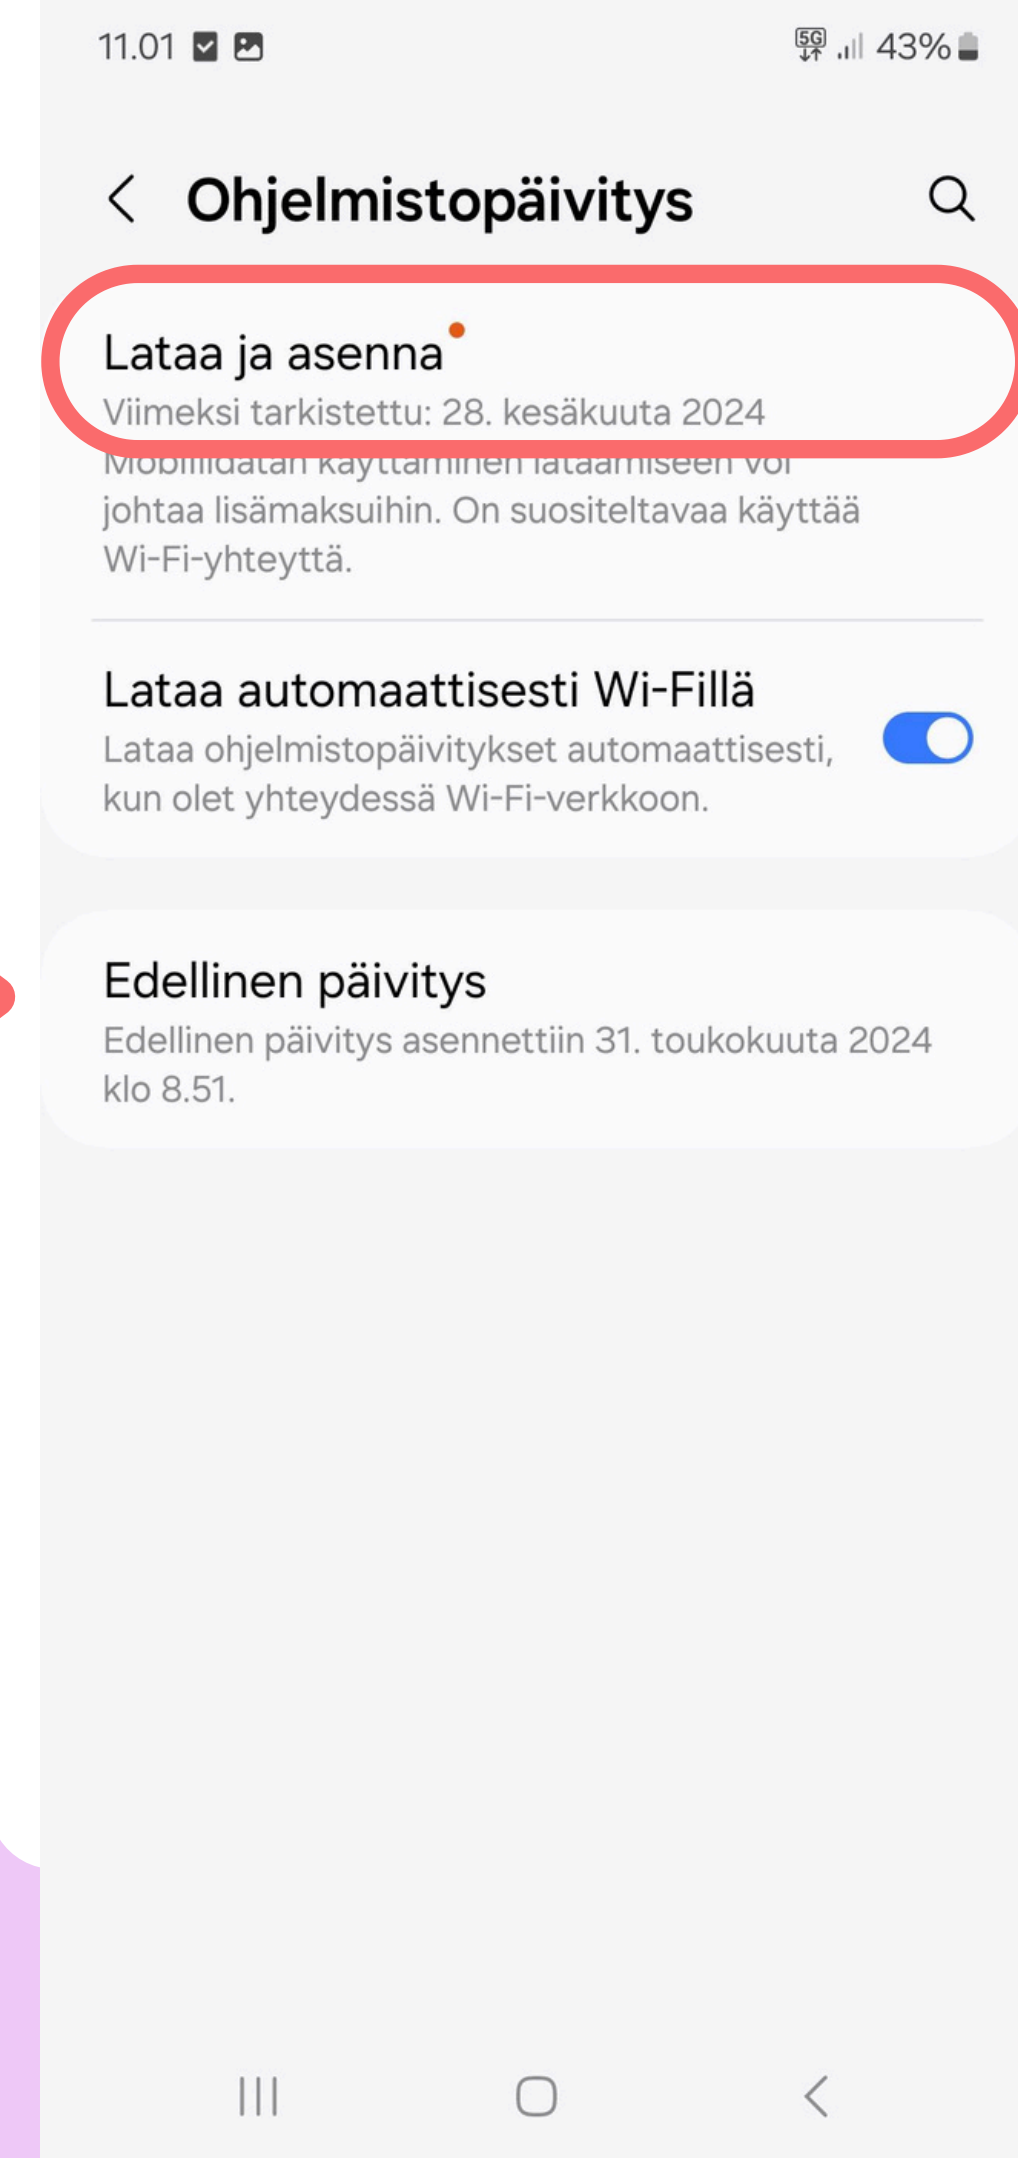 11.01 5G 43%
Ohjelmistopäivitys
Lataa ja asenna
Viimeksi tarkistettu: 28. kesäkuuta 2024
Mobiilidatan käyttäminen lataamiseen voi
johtaa lisämaksuihin. On suositeltavaa käyttää
Wi-Fi-yhteyttä.
Lataa automaattisesti Wi-Fillä
Lataa ohjelmistopäivitykset automaattisesti,
kun olet yhteydessä Wi-Fi-verkkoon.
Edellinen päivitys
Edellinen päivitys asennettiin 31. toukokuuta 2024
klo 8.51.